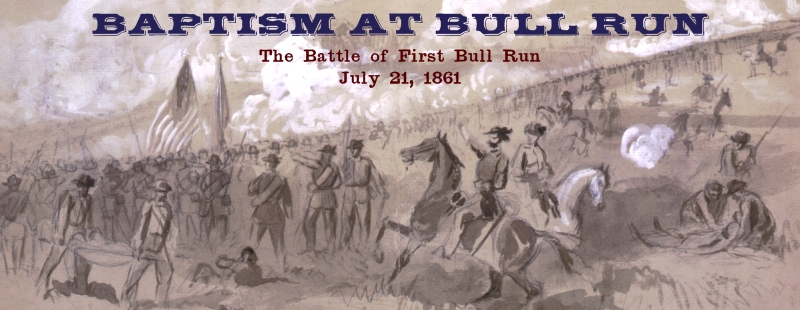 BAPTISM AT BULL RUN
The Battle of First Bull Run
July 21, 1861